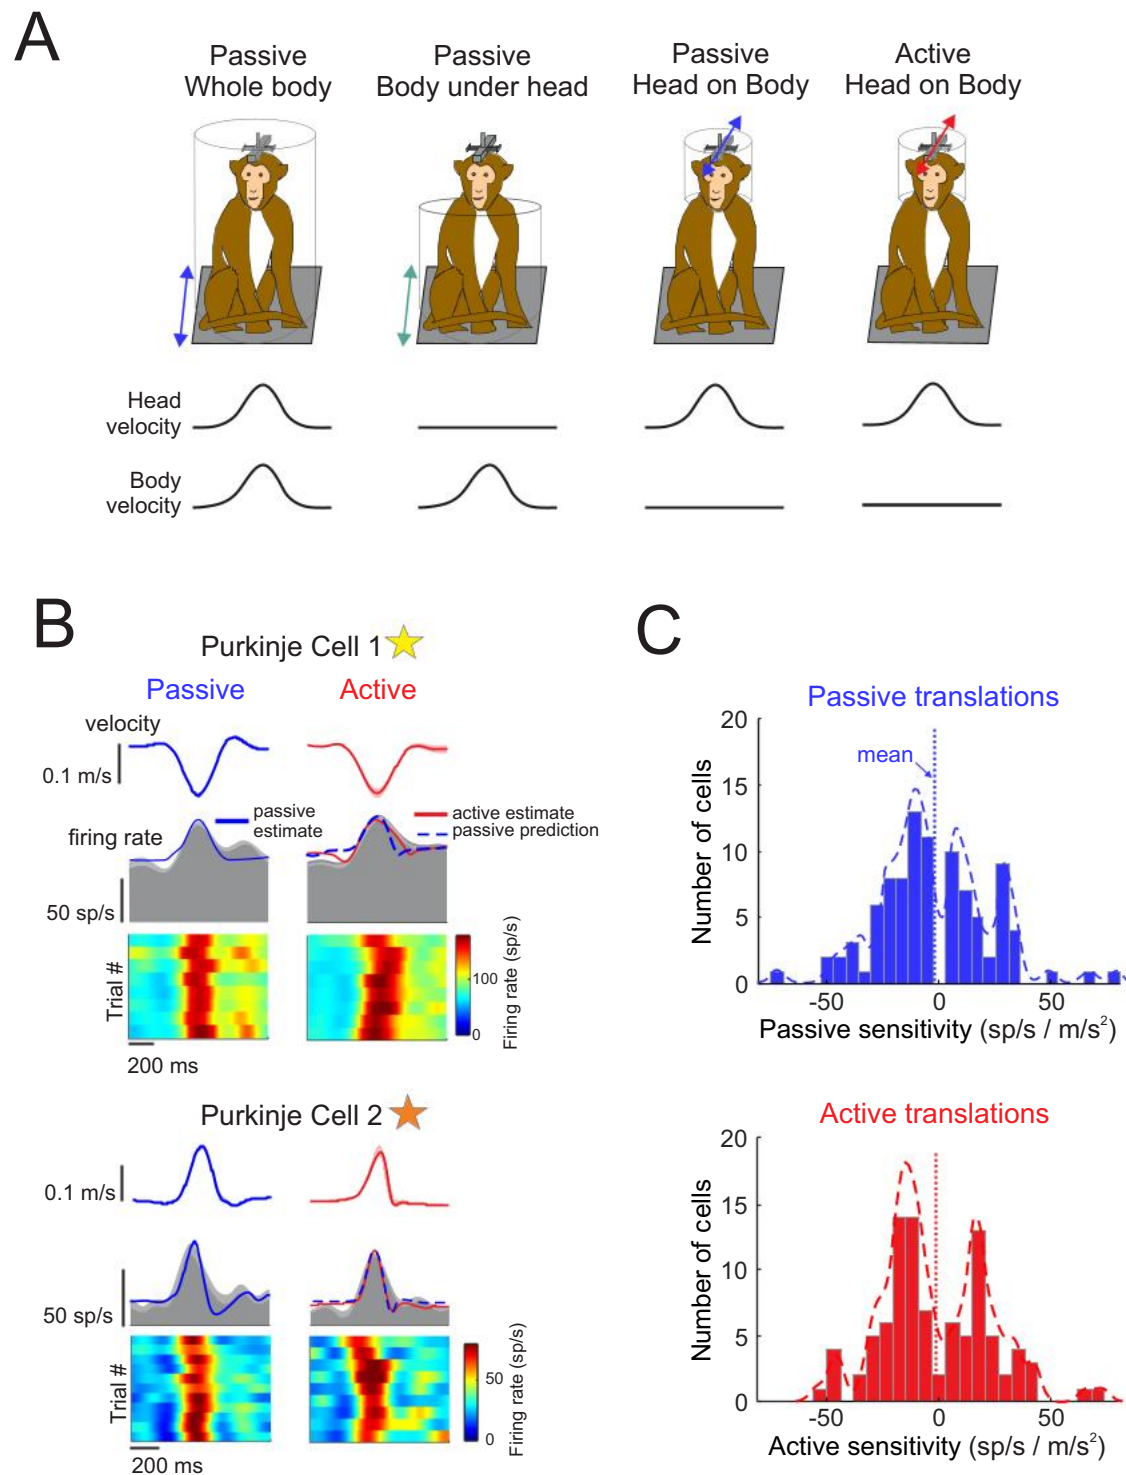 A
Passive
Whole body
Passive
Body under head
Passive
Head on Body
Active
Head on Body
Head
velocity
Body
velocity
B
Purkinje Cell 1
Passive
Active
velocity
0.1 m/s
passive
estimate
active estimate
passive prediction
firing rate
50 sp/s
Trial #
100
0
Firing rate (sp/s)
200 ms
Purkinje Cell 2
0.1 m/s
50 sp/s
Trial #
50
0
Firing rate (sp/s)
200 ms
C
Passive translations
mean
Number of cells
20
15
10
5
0
-50
0
50
Passive sensitivity (sp/s / m/s²)
Active translations
Number of cells
20
15
10
5
0
-50
0
50
Active sensitivity (sp/s / m/s²)